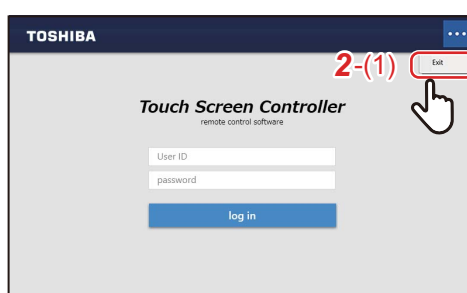 TOSHIBA
...
2-(1)
Exit
Touch Screen Controller
remote control software
User ID
password
log in